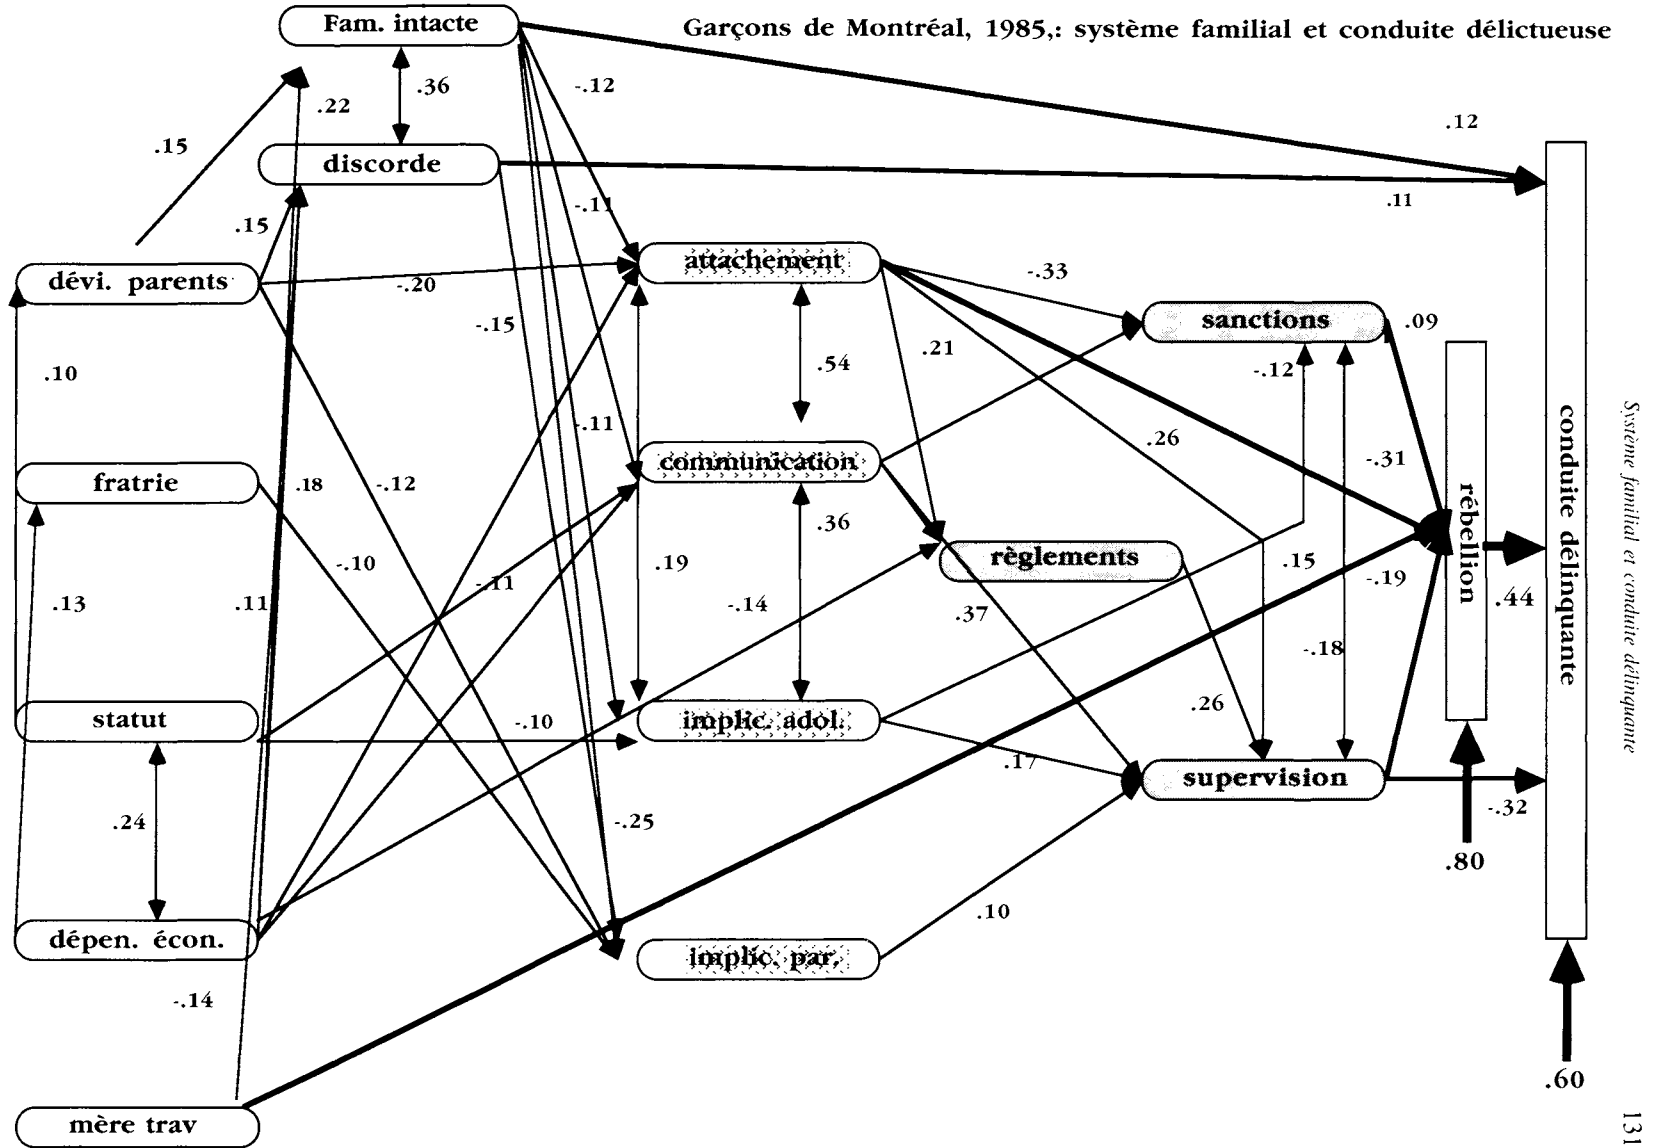 Garçons de Montréal, 1985,: système familial et conduite délictueuse
Fam. intacte
.36
-.12
.22
.12
.15
discorde
.11
-.11
.15
attachement
dévi. parents
-.20
-.33
sanctions
.09
-.15
.21
.54
-.12
.10
-.11
.26
-.31
communication
fratrie
.18
-.12
.36
règlements
rébellion
conduite délinquante
-.10
.19
.15
-.19
-.11
.44
.13
.11
-.14
.37
-.18
statut
-.10
implic. adol.
.26
.17
supervision
-.32
.24
-.25
.80
dépen. écon.
.10
implic. par.
-.14
.60
mère trav
Système familial et conduite délinquante
131